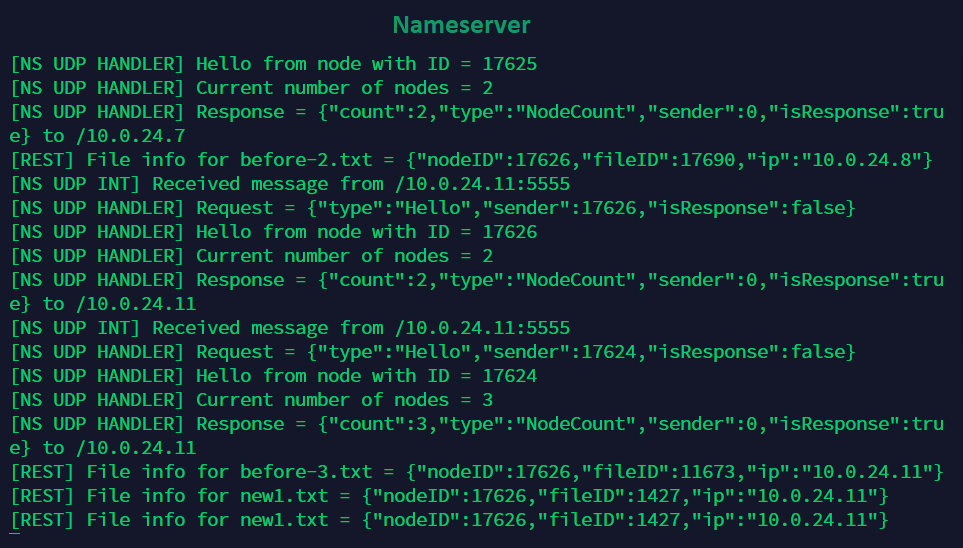 Nameserver
[NS UDP HANDLER] Hello from node with ID = 17625
[NS UDP HANDLER] Current number of nodes = 2
[NS UDP HANDLER] Response = {"count":2,"type":"NodeCount","sender":0,"isResponse":tru
e} to /10.0.24.7
[REST] File info for before-2.txt = {"nodeID":17626,"fileID":17690,"ip":"10.0.24.8"}
[NS UDP INT] Received message from /10.0.24.11:5555
[NS UDP HANDLER] Request = {"type":"Hello","sender":17626,"isResponse":false}
[NS UDP HANDLER] Hello from node with ID = 17626
[NS UDP HANDLER] Current number of nodes = 2
[NS UDP HANDLER] Response = {"count":2,"type":"NodeCount","sender":0,"isResponse":tru
e} to /10.0.24.11
[NS UDP INT] Received message from /10.0.24.11:5555
[NS UDP HANDLER] Request = {"type":"Hello","sender":17624,"isResponse":false}
[NS UDP HANDLER] Hello from node with ID = 17624
[NS UDP HANDLER] Current number of nodes = 3
[NS UDP HANDLER] Response = {"count":3,"type":"NodeCount","sender":0,"isResponse":tru
e} to /10.0.24.11
[REST] File info for before-3.txt = {"nodeID":17626,"fileID":11673,"ip":"10.0.24.11"}
[REST] File info for new1.txt = {"nodeID":17626,"fileID":1427,"ip":"10.0.24.11"}
[REST] File info for new1.txt = {"nodeID":17626,"fileID":1427,"ip":"10.0.24.11"}